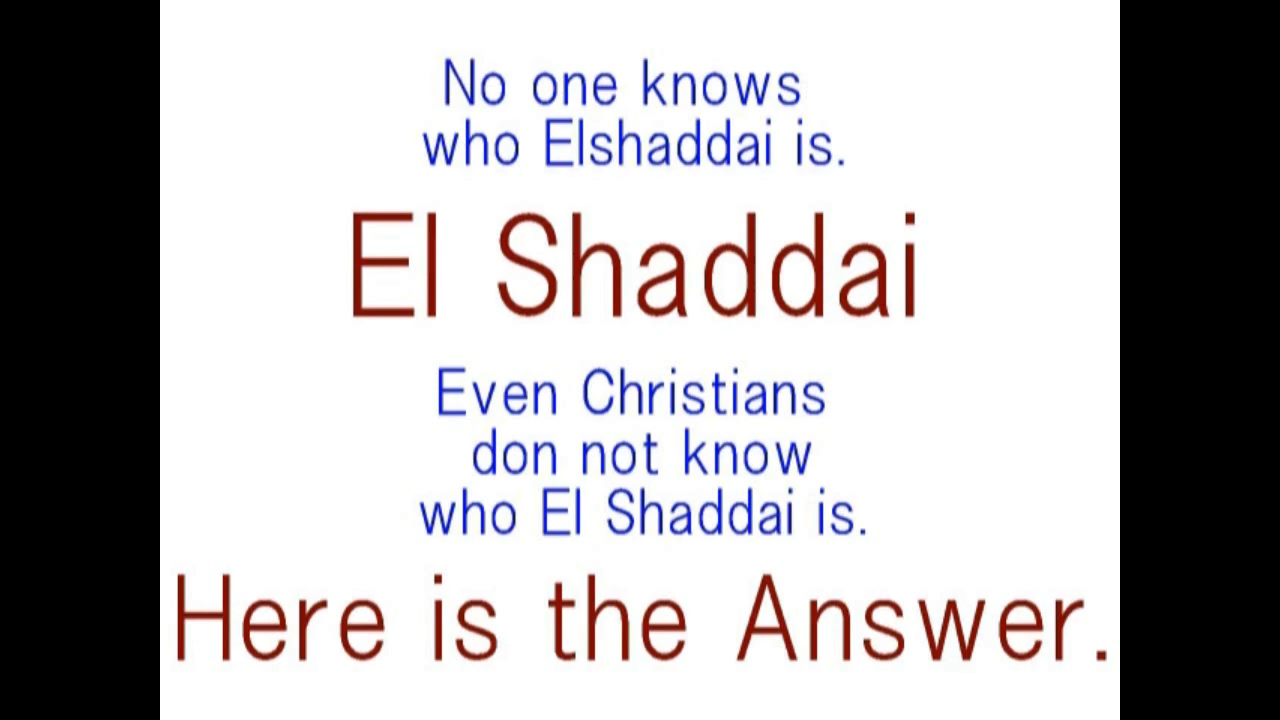 No one knows
who Elshaddai is.
El Shaddai
Even Christians
don not know
who El Shaddai is.
Here is the Answer.